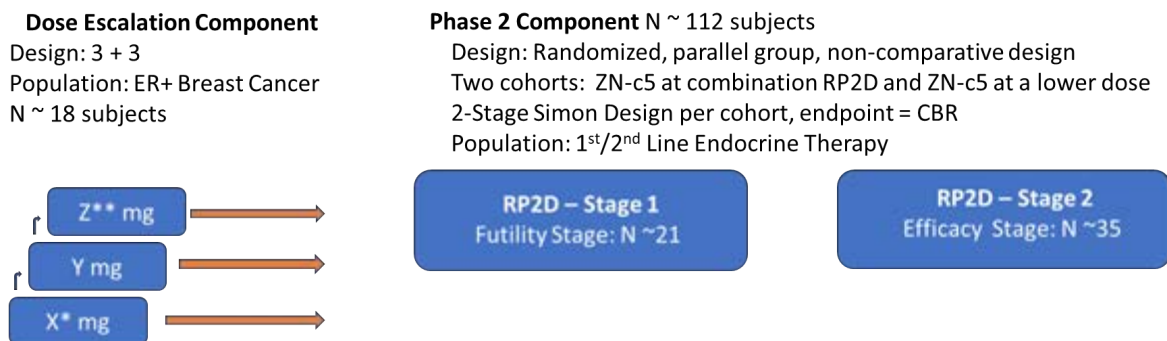 Dose Escalation Component
Design: 3 + 3
Population: ER+ Breast Cancer
N ~ 18 subjects
Phase 2 Component N ~ 112 subjects
Design: Randomized, parallel group, non-comparative design
Two cohorts:  ZN-c5 at combination RP2D and ZN-c5 at a lower dose
2-Stage Simon Design per cohort, endpoint = CBR
Population: 1st/2nd Line Endocrine Therapy
Z** mg
Y mg
X* mg
RP2D – Stage 1
Futility Stage: N ~21
RP2D – Stage 2
Efficacy  Stage: N ~35